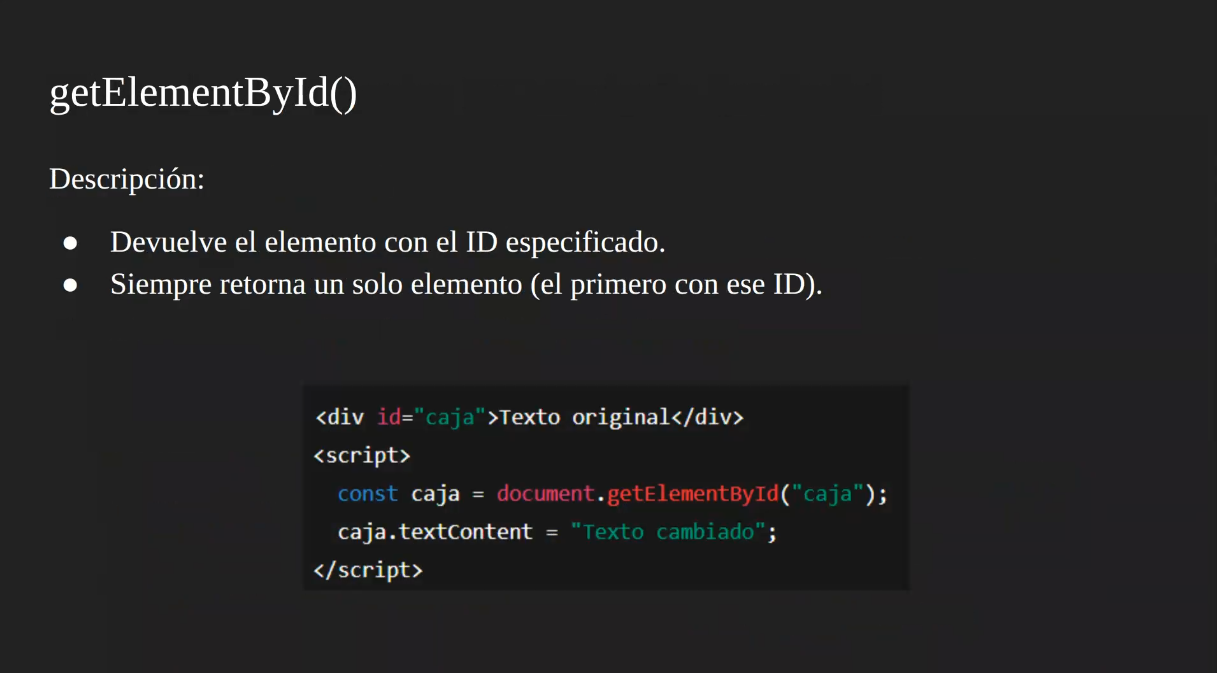 getElementById()
Descripción:
● Devuelve el elemento con el ID especificado.
● Siempre retorna un solo elemento (el primero con ese ID).
<div id="caja">Texto original</div>
<script>
  const caja = document.getElementById("caja");
  caja.textContent = "Texto cambiado";
</script>